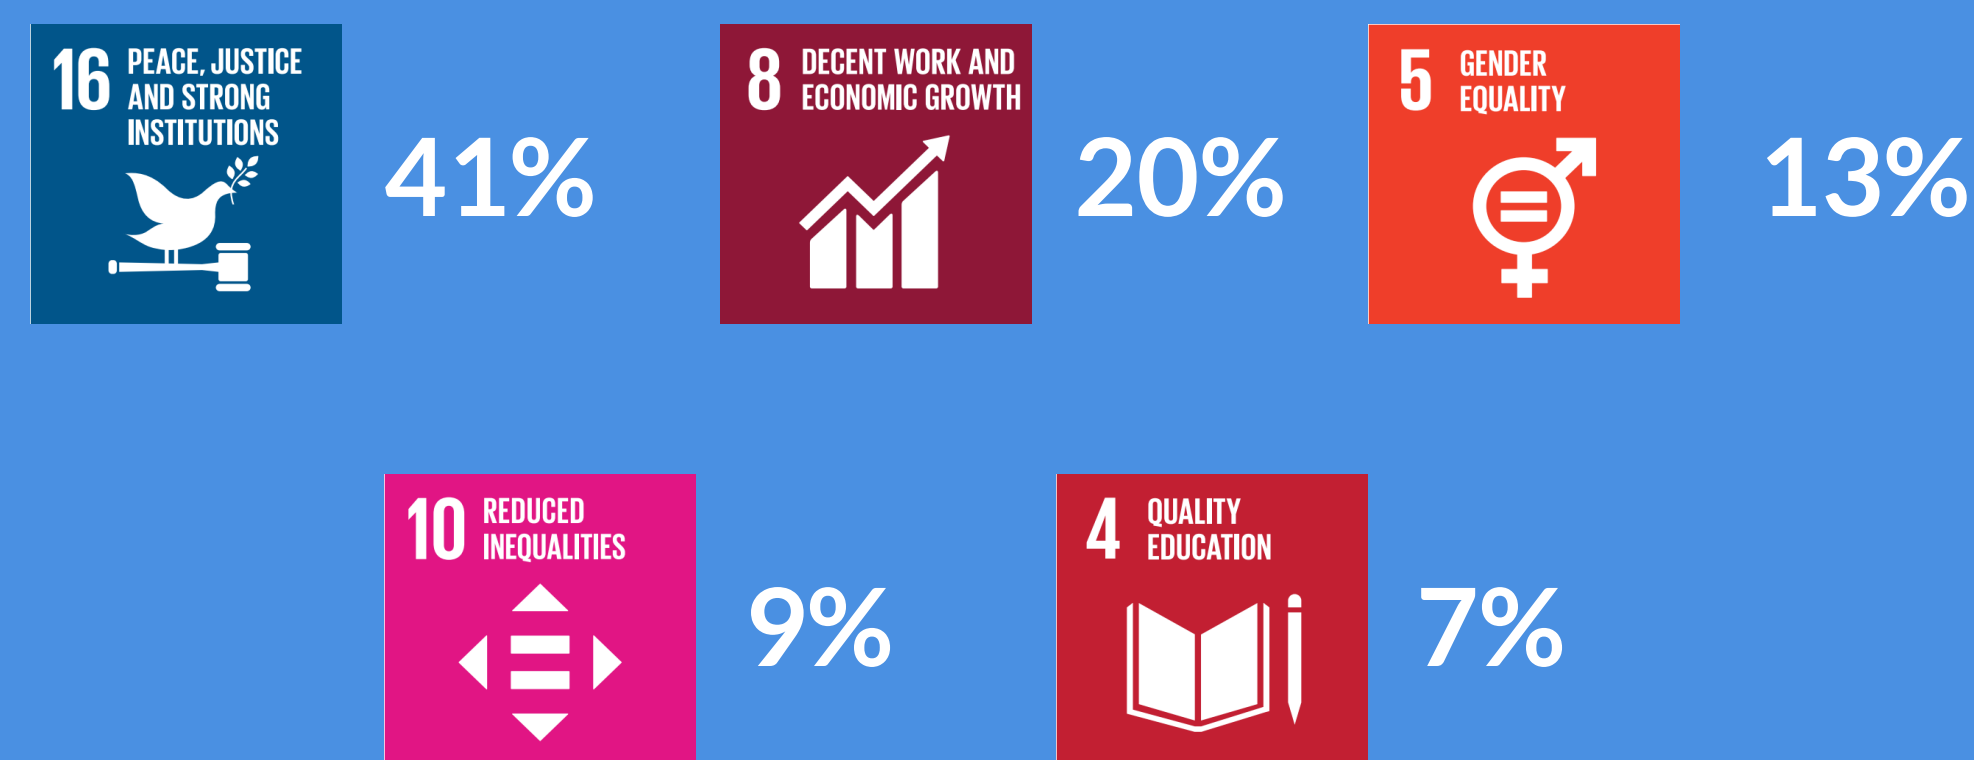 16 PEACE, JUSTICE
AND STRONG
INSTITUTIONS
41%
8 DECENT WORK AND
ECONOMIC GROWTH
20%
5 GENDER
EQUALITY
13%
10 REDUCED
INEQUALITIES
9%
4 QUALITY
EDUCATION
7%